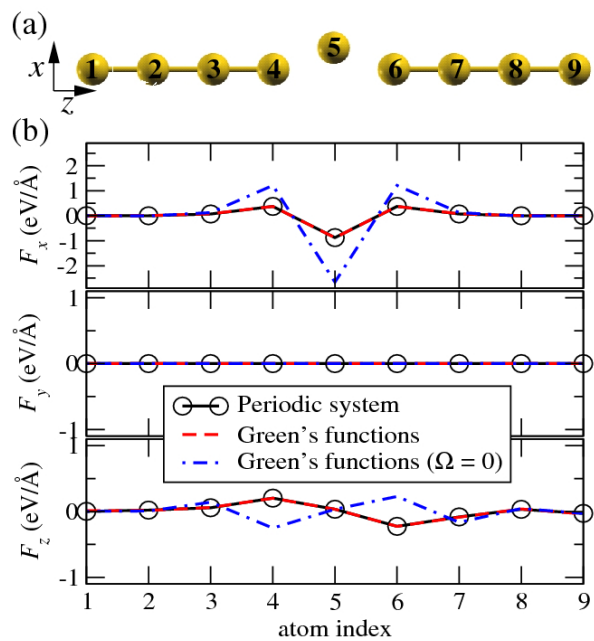 (a)
x
z
1 2 3 4 5 6 7 8 9
(b)
F_x (eV/Å)
2
1
0
-1
-2
F_y (eV/Å)
1
0
-1
Periodic system
Green's functions
Green's functions (Ω = 0)
F_z (eV/Å)
1
0
-1
1 2 3 4 5 6 7 8 9
atom index